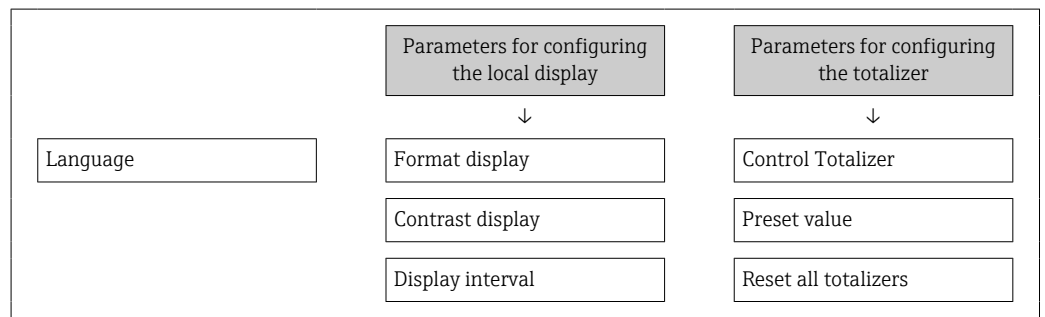 Parameters for configuring
the local display
Parameters for configuring
the totalizer
↓
↓
Language
Format display
Control Totalizer
Contrast display
Preset value
Display interval
Reset all totalizers